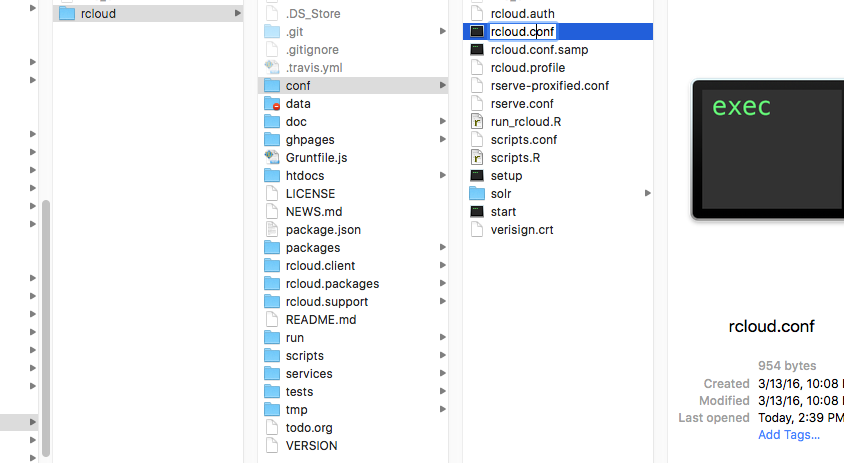 rcloud
.DS_Store
.git
.gitignore
.travis.yml
conf
data
doc
ghpages
Gruntfile.js
htdocs
LICENSE
NEWS.md
package.json
packages
rcloud.client
rcloud.packages
rcloud.support
README.md
run
scripts
services
tests
tmp
todo.org
VERSION
rcloud.auth
rcloud.conf
rcloud.conf.samp
rcloud.profile
rserve-proxified.conf
rserve.conf
run_rcloud.R
scripts.conf
scripts.R
setup
solr
start
verisign.crt
exec
rcloud.conf
954 bytes
Created 3/13/16, 10:08
Modified 3/13/16, 10:08
Last opened Today, 2:39 PM
Add Tags...